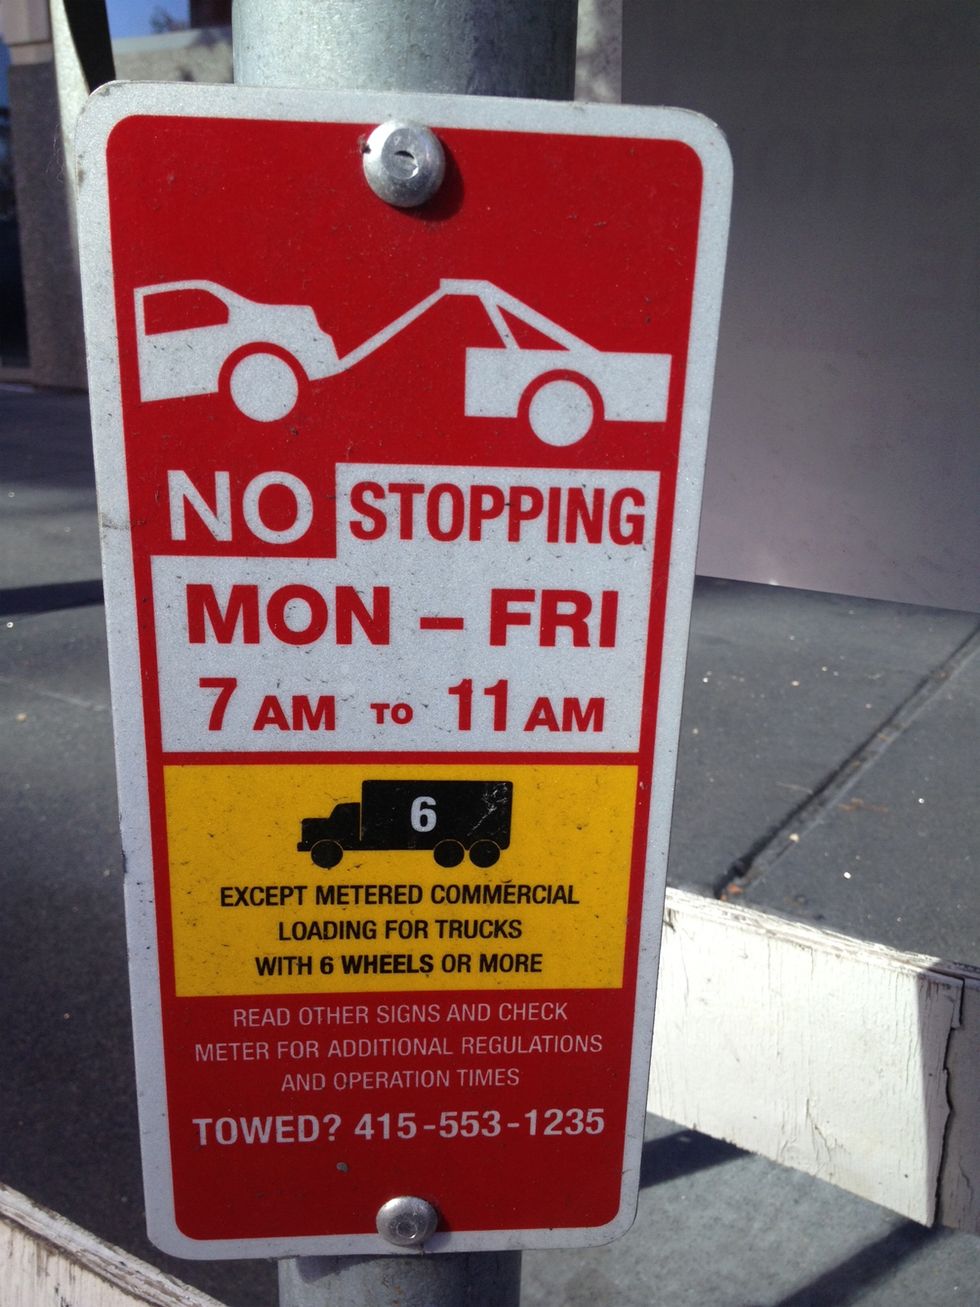 NO STOPPING
MON – FRI
7 AM TO 11 AM
6
EXCEPT METERED COMMERCIAL
LOADING FOR TRUCKS
WITH 6 WHEELS OR MORE
READ OTHER SIGNS AND CHECK
METER FOR ADDITIONAL REGULATIONS
AND OPERATION TIMES
TOWED? 415-553-1235